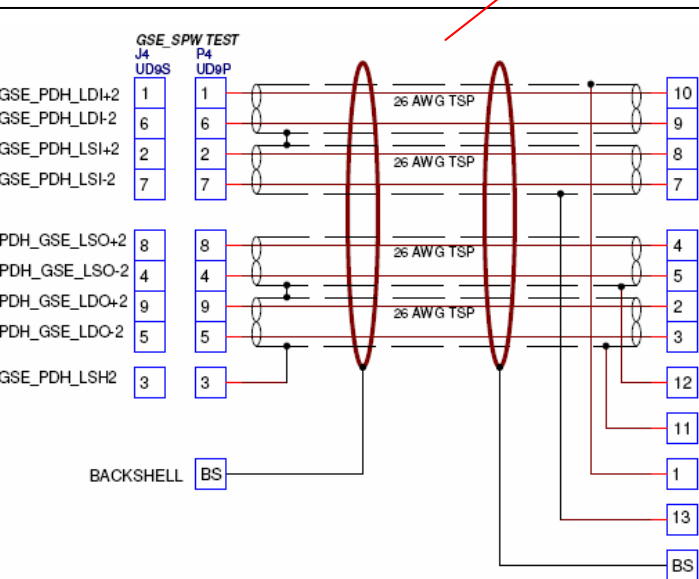 GSE_SPW TEST
J4 P4
UD9S UD9P
GSE_PDH_LDI+2 1 1 26 AWG TSP 10
GSE_PDH_LDI-2 6 6 9
GSE_PDH_LSI+2 2 2 26 AWG TSP 8
GSE_PDH_LSI-2 7 7 7
PDH_GSE_LSO+2 8 8 26 AWG TSP 4
PDH_GSE_LSO-2 4 4 5
PDH_GSE_LDO+2 9 9 26 AWG TSP 2
PDH_GSE_LDO-2 5 5 3
GSE_PDH_LSH2 3 3 12
11
BACKSHELL BS 1
13
BS